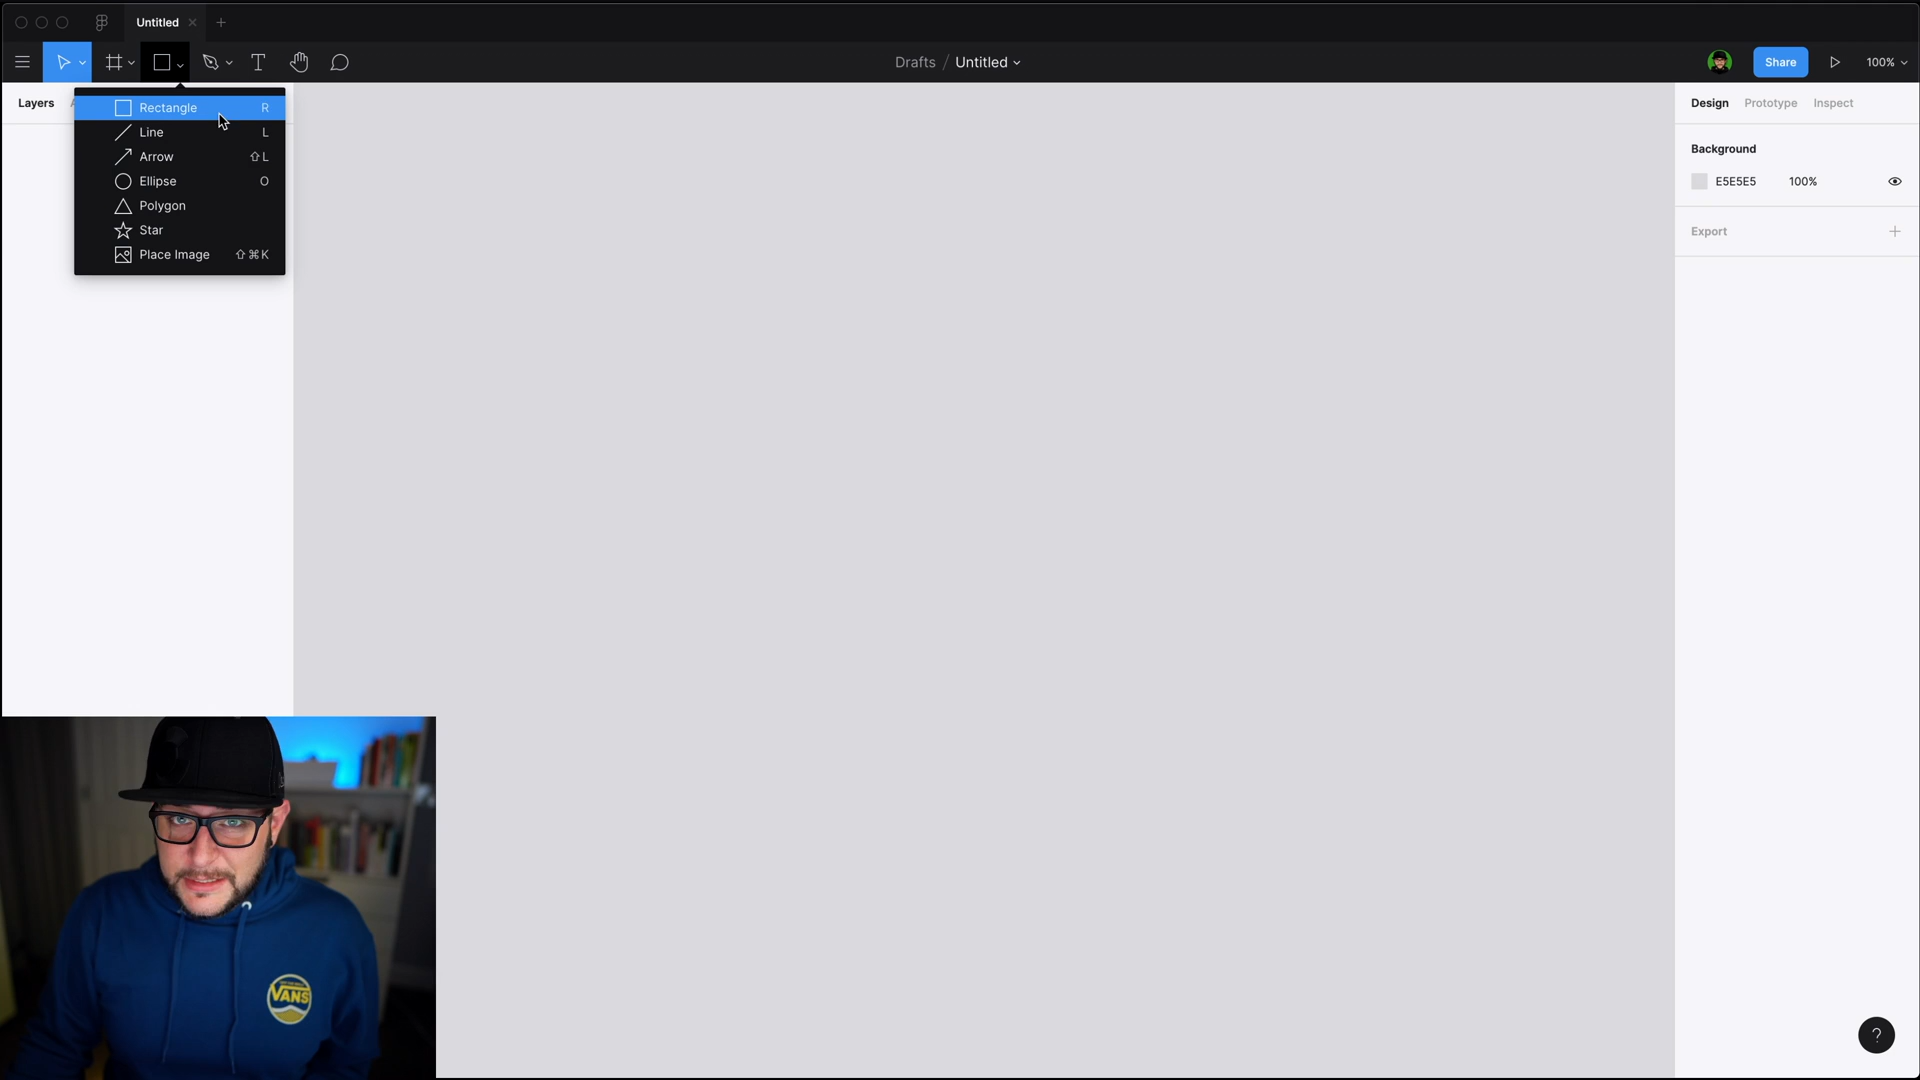 Untitled
Drafts / Untitled
Share
100%
Layers
Rectangle R
Line L
Arrow ⇧L
Ellipse O
Polygon
Star
Place Image ⇧⌘K
Design Prototype Inspect
Background
E5E5E5 100%
Export
VANS
?